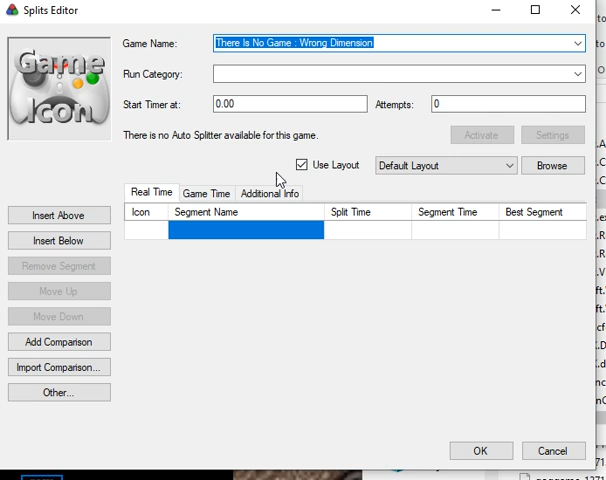 Splits Editor
Game Icon
Game Name: There Is No Game : Wrong Dimension
Run Category:
Start Timer at: 0.00 Attempts: 0
There is no Auto Splitter available for this game. Activate Settings
Use Layout Default Layout Browse
Real Time Game Time Additional Info
Icon Segment Name Split Time Segment Time Best Segment
Insert Above
Insert Below
Remove Segment
Move Up
Move Down
Add Comparison
Import Comparison...
Other...
OK Cancel